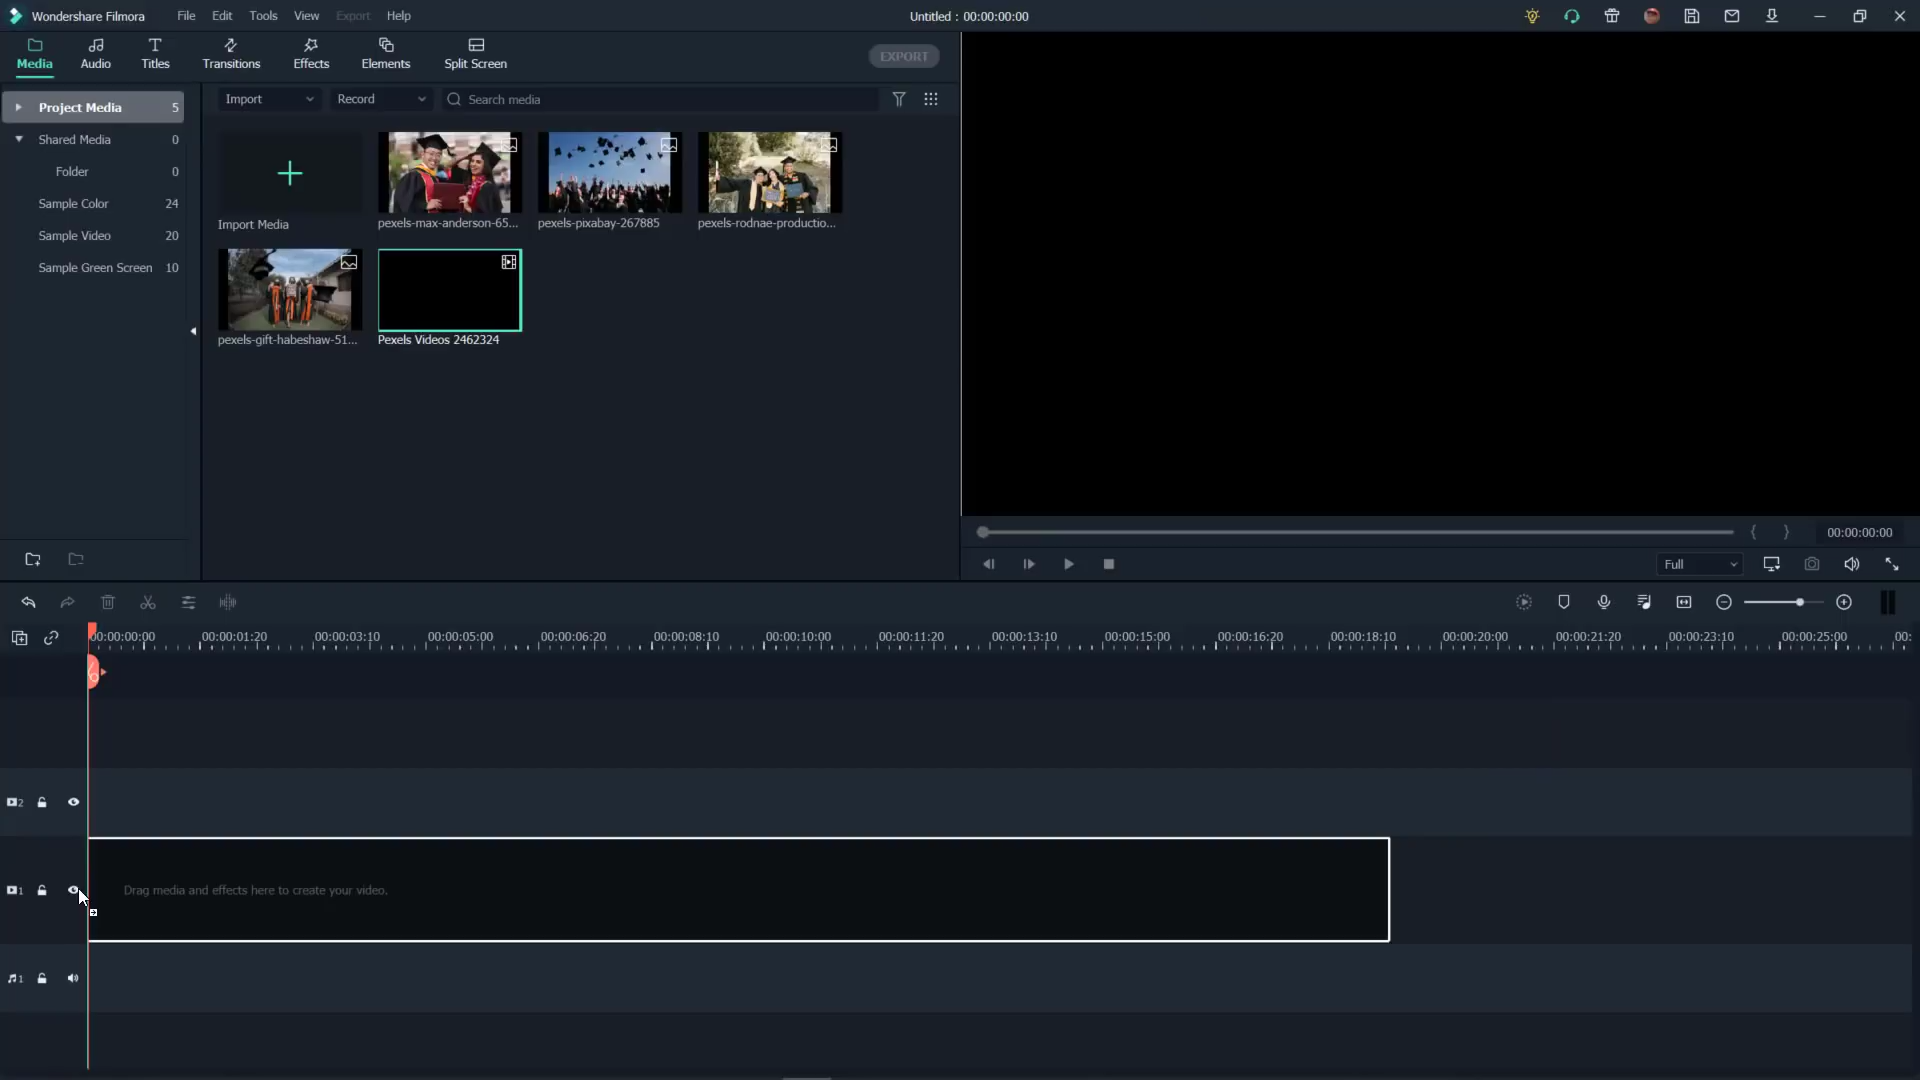 Wondershare Filmora
File Edit Tools View Export Help
Untitled : 00:00:00:00
Media
Audio
Titles
Transitions
Effects
Elements
Split Screen
EXPORT
Project Media 5
Shared Media 0
Folder 0
Sample Color 24
Sample Video 20
Sample Green Screen 10
Import
Record
Search media
Import Media
pexels-max-anderson-65...
pexels-pixabay-267885
pexels-rodnae-productio...
pexels-gift-habeshaw-51...
Pexels Videos 2462324
00:00:00:00
Full
00:00:00:00 00:00:01:20 00:00:03:10 00:00:05:00 00:00:06:20 00:00:08:10 00:00:10:00 00:00:11:20 00:00:13:10 00:00:15:00 00:00:16:20 00:00:18:10 00:00:20:00 00:00:21:20 00:00:23:10 00:00:25:00 00:
2
1
Drag media and effects here to create your video.
1